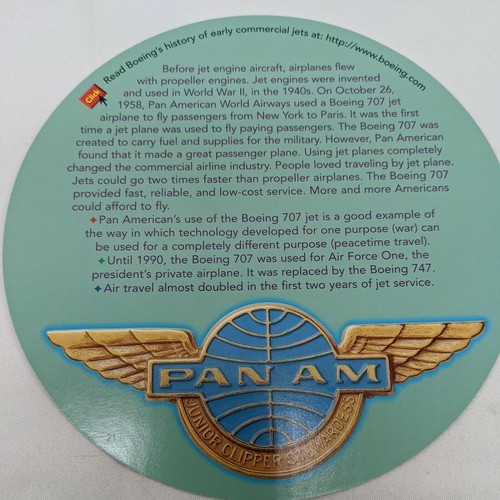 Read Boeing's history of early commercial jets at: http://www.boeing.com
Click
Before jet engine aircraft, airplanes flew
with propeller engines. Jet engines were invented
and used in World War II, in the 1940s. On October 26,
1958, Pan American World Airways used a Boeing 707 jet
airplane to fly passengers from New York to Paris. It was the first
time a jet plane was used to fly paying passengers. The Boeing 707 was
created to carry fuel and supplies for the military. However, Pan American
found that it made a great passenger plane. Using jet planes completely
changed the commercial airline industry. People loved traveling by jet plane.
Jets could go two times faster than propeller airplanes. The Boeing 707
provided fast, reliable, and low-cost service. More and more Americans
could afford to fly.
✦Pan American's use of the Boeing 707 jet is a good example of
the way in which technology developed for one purpose (war) can
be used for a completely different purpose (peacetime travel).
✦Until 1990, the Boeing 707 was used for Air Force One, the
president's private airplane. It was replaced by the Boeing 747.
✦Air travel almost doubled in the first two years of jet service.
PAN AM
JUNIOR CLIPPER STEWARDESS
21